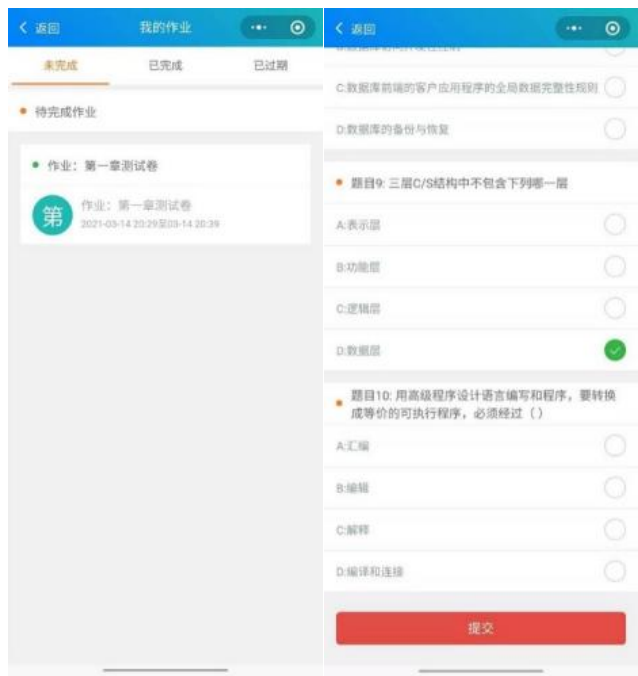 返回
我的作业
未完成
已完成
已过期
待完成作业
作业：第一章测试卷
第
作业：第一章测试卷
2021-03-14 20:29至03-14 20:39
返回
C:数据库前端的客户应用程序的全局数据完整性规则
D:数据库的备份与恢复
题目9: 三层C/S结构中不包含下列哪一层
A:表示层
B:功能层
C:逻辑层
D:数据层
题目10: 用高级程序设计语言编写和程序，要转换
成等价的可执行程序，必须经过（）
A:汇编
B:编辑
C:解释
D:编译和连接
提交